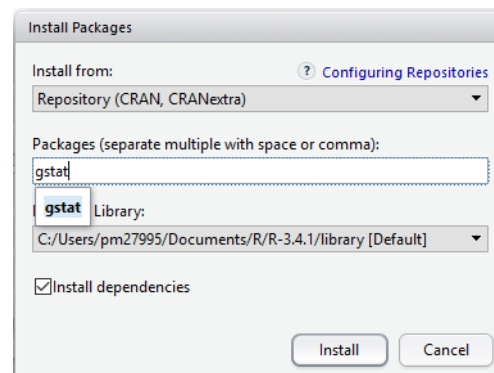 Install Packages
Install from:
? Configuring Repositories
Repository (CRAN, CRANextra)
Packages (separate multiple with space or comma):
gstat
gstat
Library:
C:/Users/pm27995/Documents/R/R-3.4.1/library [Default]
Install dependencies
Install Cancel